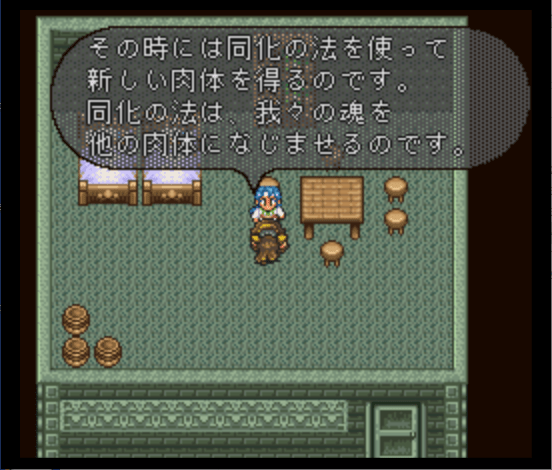 その時には同化の法を使って
新しい肉体を得るのです。
同化の法は、我々の魂を
他の肉体になじませるのです。